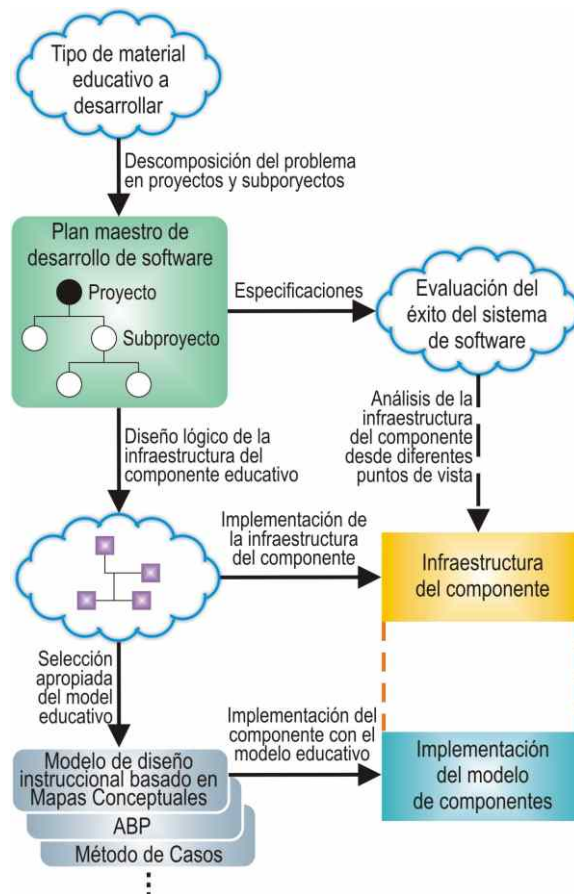 Tipo de material
educativo a
desarrollar
Descomposición del problema
en proyectos y subporyectos
Plan maestro de
desarrollo de software
Proyecto
Subproyecto
Especificaciones
Evaluación del
éxito del sistema
de software
Análisis de la
infraestructura
del componente
desde diferentes
puntos de vista
Diseño lógico de la
infraestructura del
componente educativo
Implementación de
la infraestructura
del componente
Infraestructura
del componente
Selección
apropiada
del model
educativo
Implementación del
componente con el
modelo educativo
Modelo de diseño
instruccional basado en
Mapas Conceptuales
ABP
Método de Casos
Implementación
del modelo
de componentes